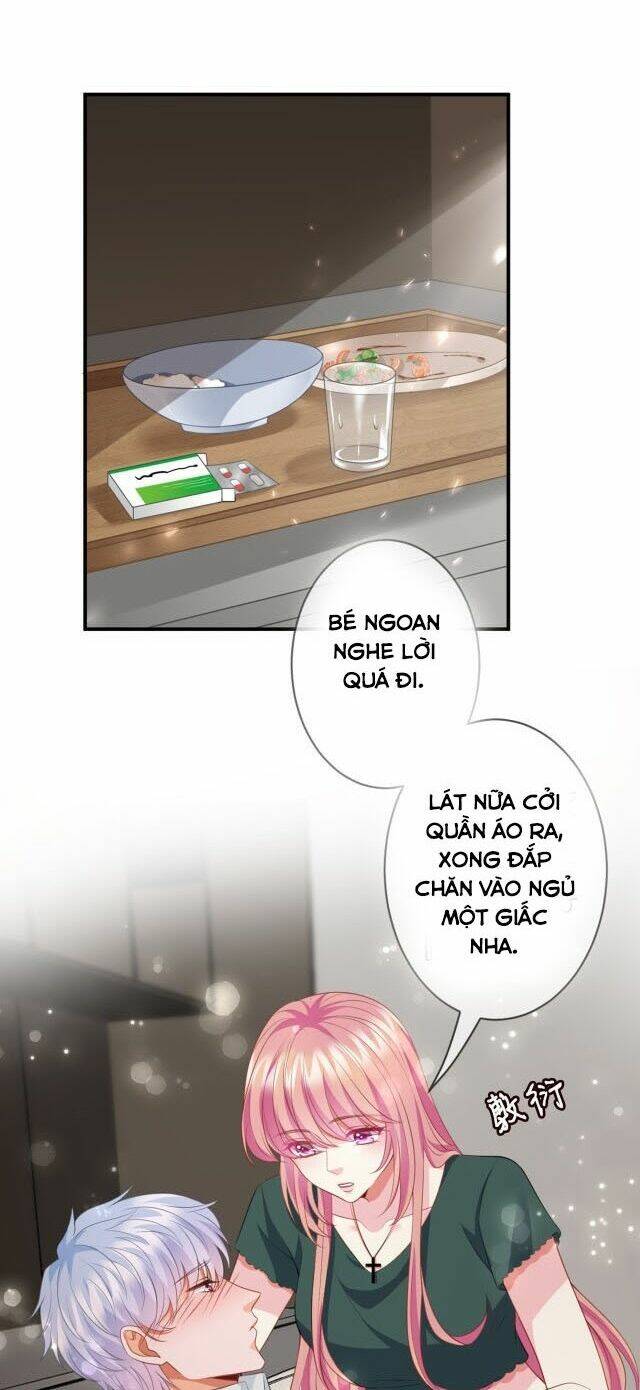 BÉ NGOAN
NGHE LỜI
QUÁ ĐI.
LÁT NỮA CỞI
QUẦN ÁO RA,
XONG ĐẮP
CHĂN VÀO NGỦ
MỘT GIẤC
NHA.
敷衍